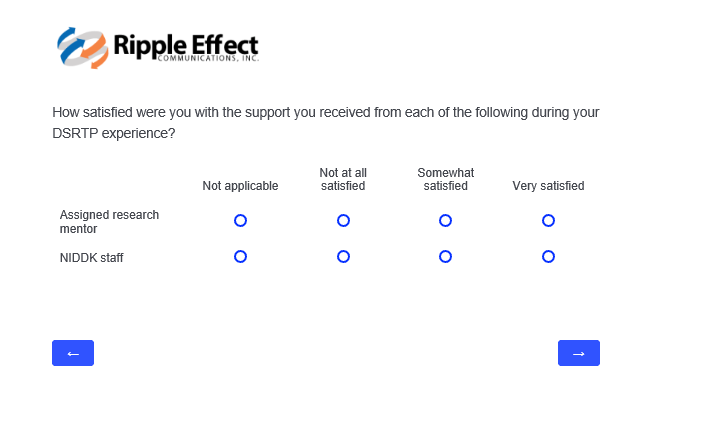 Ripple Effect
COMMUNICATIONS, INC.
How satisfied were you with the support you received from each of the following during your
DSRTP experience?
Not applicable
Not at all
satisfied
Somewhat
satisfied
Very satisfied
Assigned research
mentor
NIDDK staff
←
→